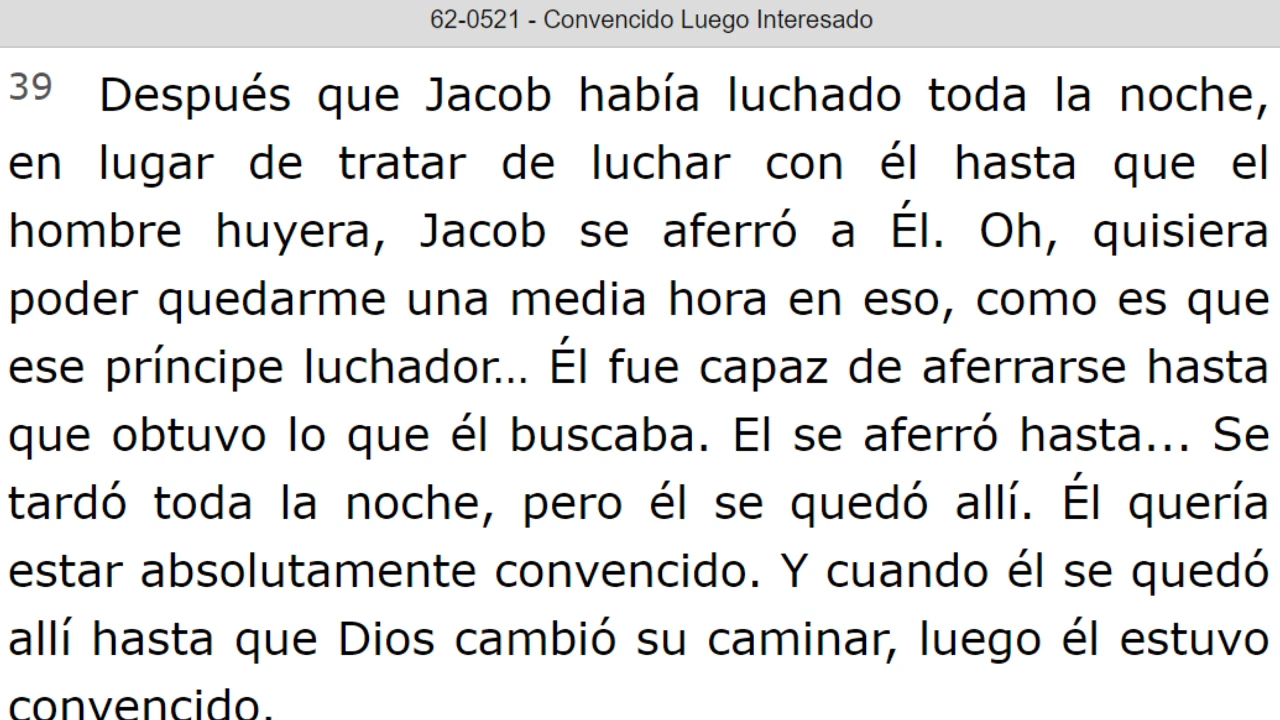 62-0521 - Convencido Luego Interesado
39 Después que Jacob había luchado toda la noche,
en lugar de tratar de luchar con él hasta que el
hombre huyera, Jacob se aferró a Él. Oh, quisiera
poder quedarme una media hora en eso, como es que
ese príncipe luchador... Él fue capaz de aferrarse hasta
que obtuvo lo que él buscaba. El se aferró hasta... Se
tardó toda la noche, pero él se quedó allí. Él quería
estar absolutamente convencido. Y cuando él se quedó
allí hasta que Dios cambió su caminar, luego él estuvo
convencido.